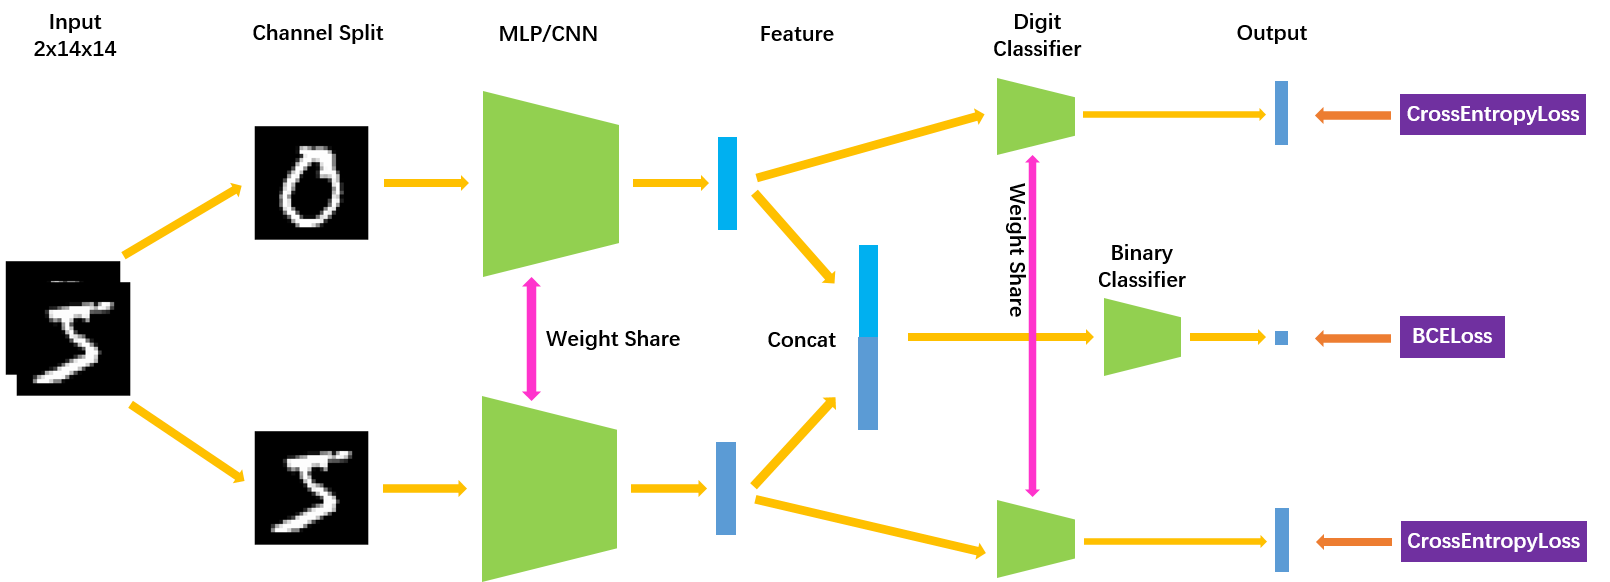 Input
2x14x14
Channel Split
MLP/CNN
Feature
Digit
Classifier
Output
CrossEntropyLoss
Weight Share
Binary
Classifier
Weight Share
Concat
BCELoss
CrossEntropyLoss